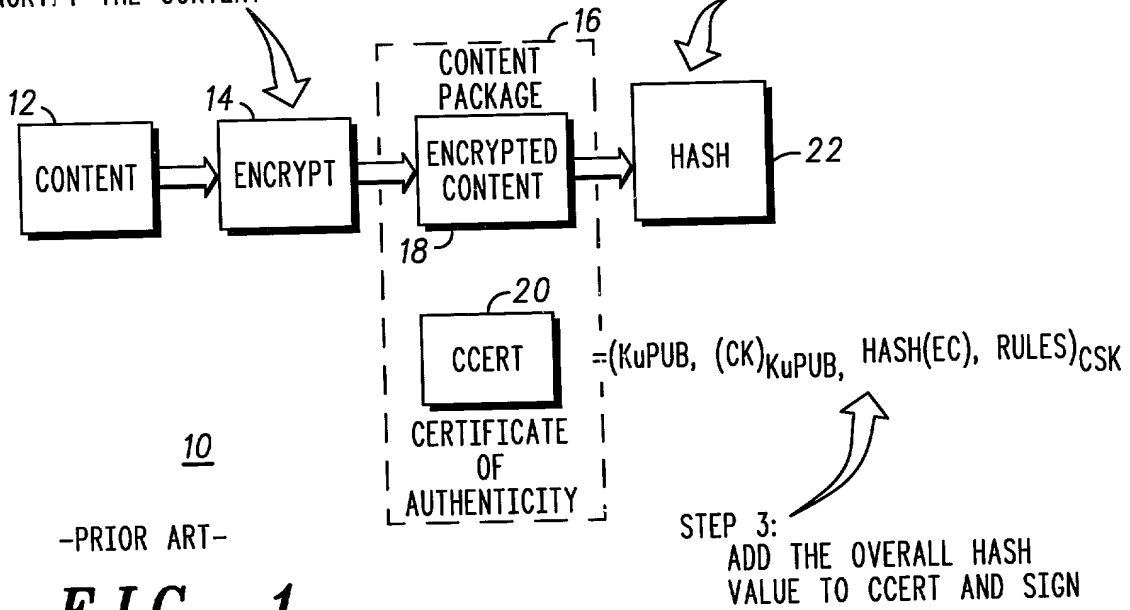 THE CONTENT
16
CONTENT
PACKAGE
12
14
CONTENT
ENCRYPT
ENCRYPTED
CONTENT
HASH
22
18
20
CCERT
=(KuPUB, (CK)KuPUB, HASH(EC), RULES)CSK
CERTIFICATE
OF
AUTHENTICITY
10
-PRIOR ART-
FIG. 1
STEP 3:
ADD THE OVERALL HASH
VALUE TO CCERT AND SIGN